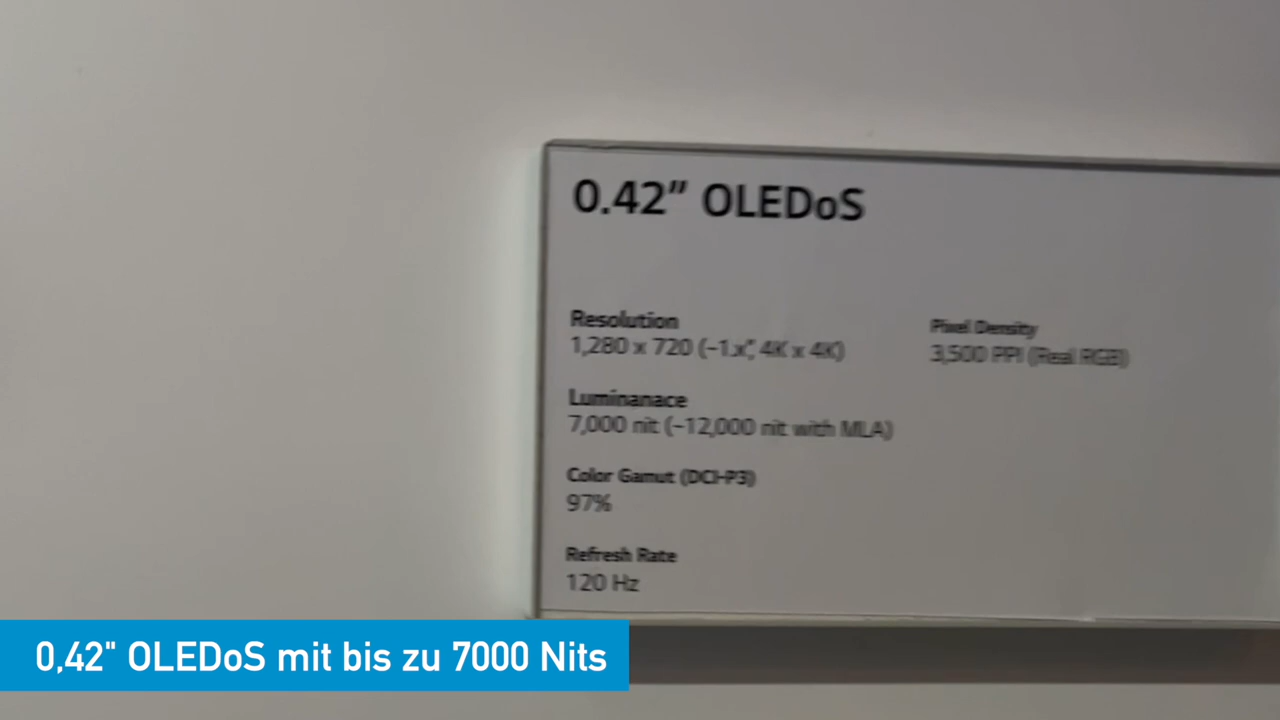 0.42” OLEDoS
Resolution
1,280 x 720 (~1.x”, 4K x 4K)
Pixel Density
3,500 PPI (Real RGB)
Luminanace
7,000 nit (~12,000 nit with MLA)
Color Gamut (DCI-P3)
97%
Refresh Rate
120 Hz
0,42" OLEDoS mit bis zu 7000 Nits